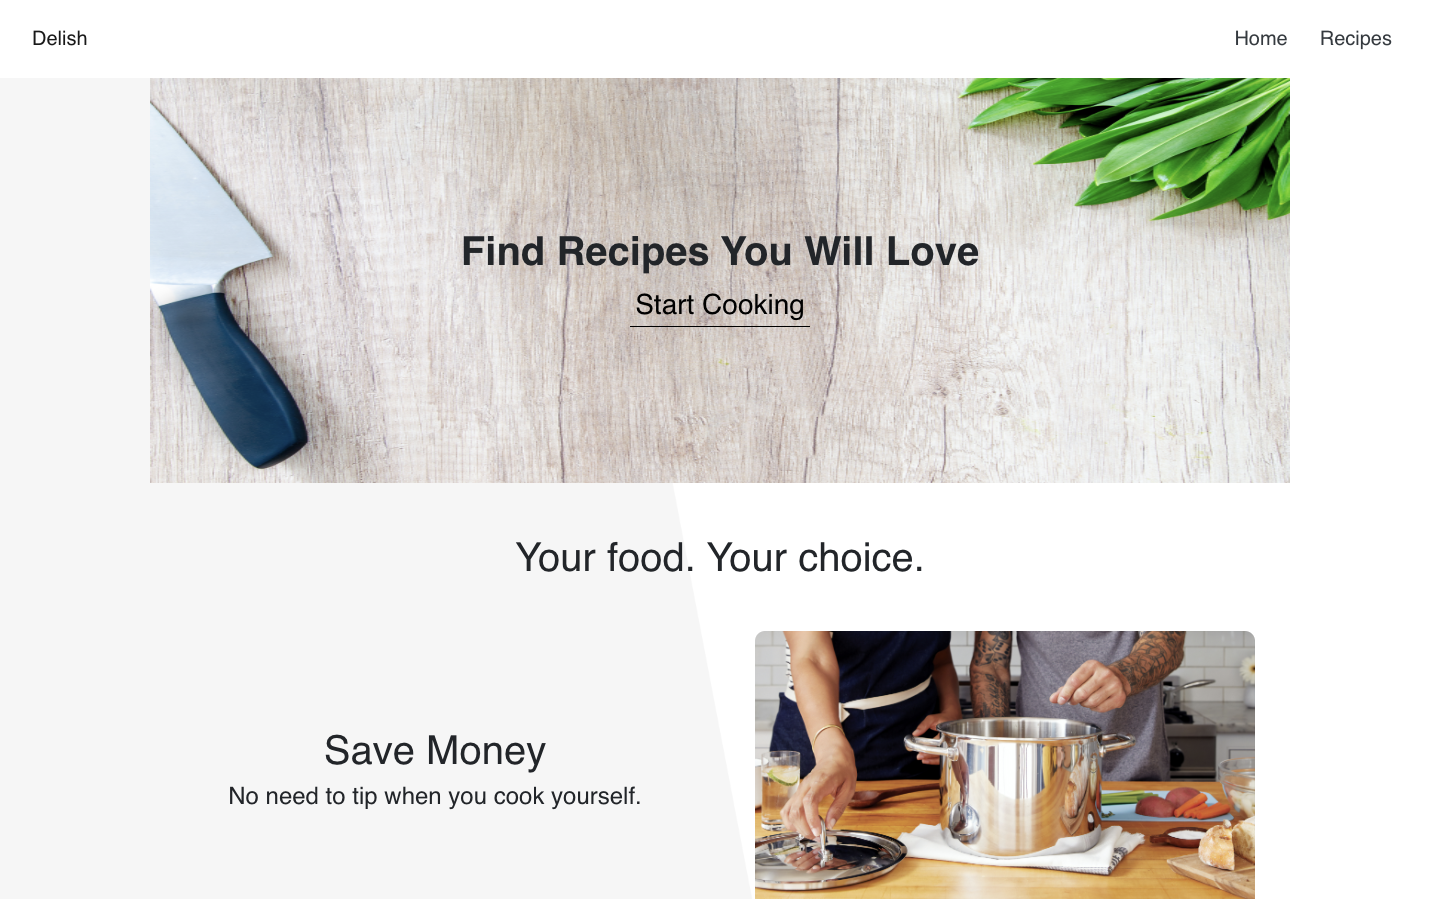 Delish
Home Recipes
Find Recipes You Will Love
Start Cooking
Your food. Your choice.
Save Money
No need to tip when you cook yourself.